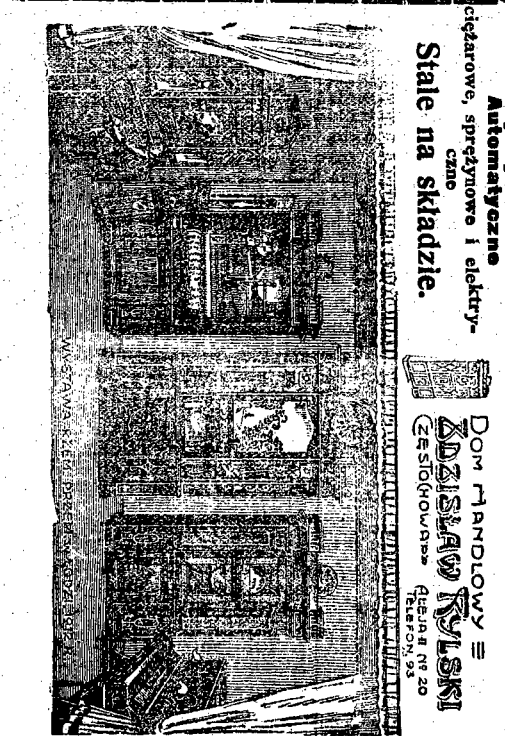 Automatyczne
ciężarowe, sprężynowe i elektry-
czne
Stale na składzie.
DOM HANDLOWY
ZDZISŁAW RYLSKI
CZĘSTOCHOWA ALEJA II Nº 20
TELEFON 93
WYSTAWA